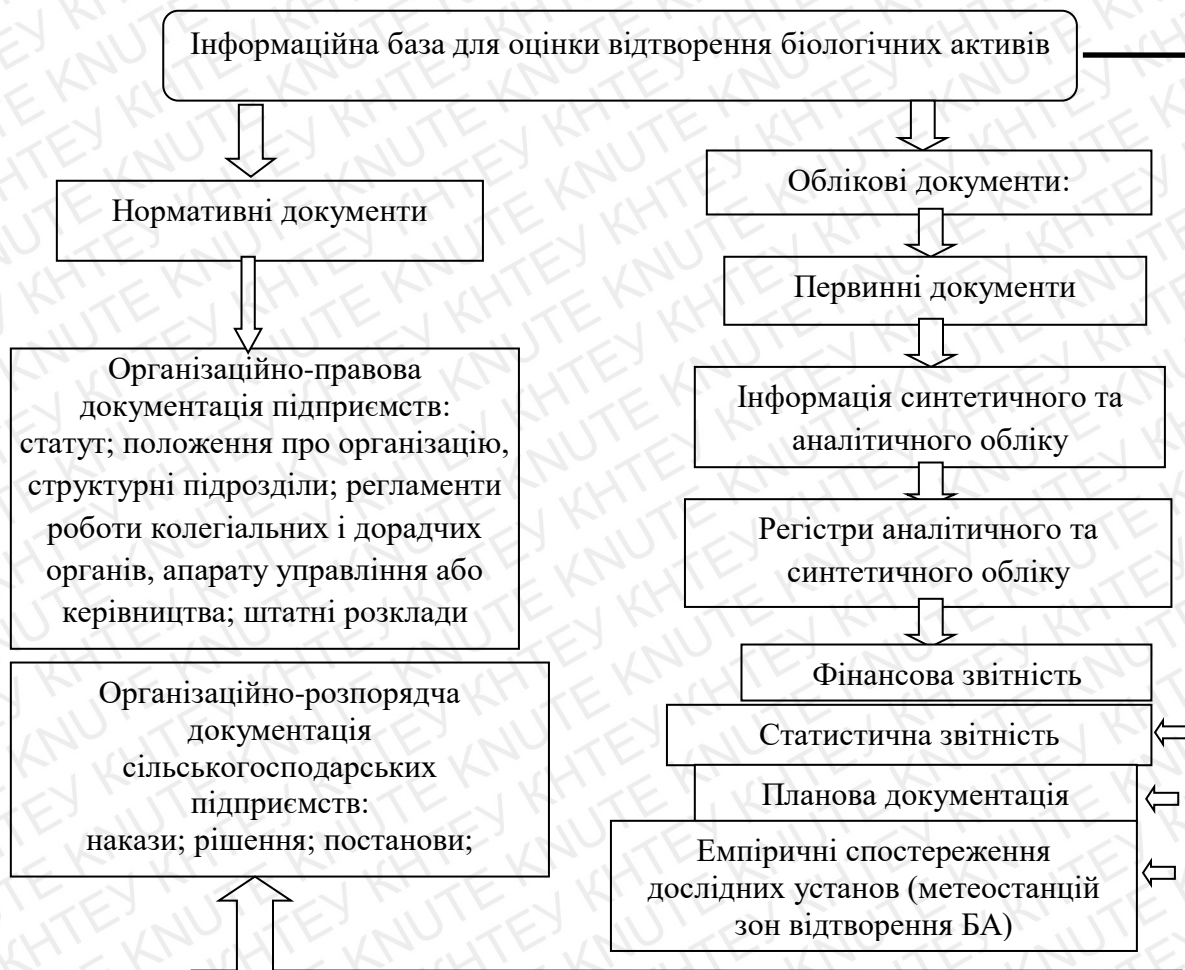 Інформаційна база для оцінки відтворення біологічних активів
Нормативні документи
Організаційно-правова
документація підприємств:
статут; положення про організацію,
структурні підрозділи; регламенти
роботи колегіальних і дорадчих
органів, апарату управління або
керівництва; штатні розклади
Організаційно-розпорядча
документація
сільськогосподарських
підприємств:
накази; рішення; постанови;
Облікові документи:
Первинні документи
Інформація синтетичного та
аналітичного обліку
Регістри аналітичного та
синтетичного обліку
Фінансова звітність
Статистична звітність
Планова документація
Емпіричні спостереження
дослідних установ (метеостанцій
зон відтворення БА)